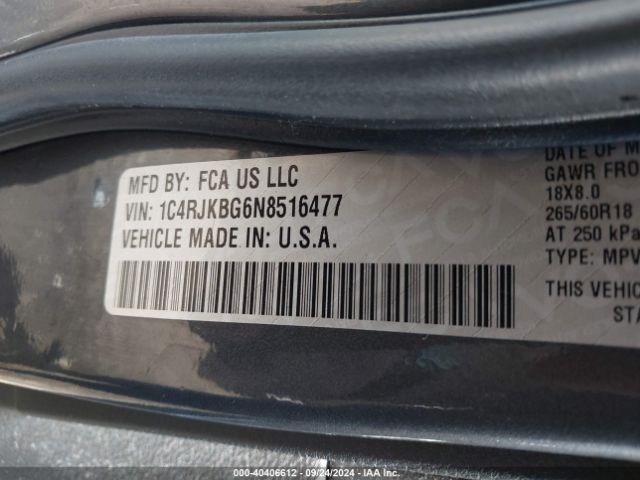 MFD BY: FCA US LLC
VIN: 1C4RJKBG6N8516477
VEHICLE MADE IN: U.S.A.
DATE OF M
GAWR FRO
18X8.0
265/60R18
AT 250 kPa
TYPE: MPV
THIS VEHIC
STA
000-40406612 - 09/24/2024 - IAAI, Inc.